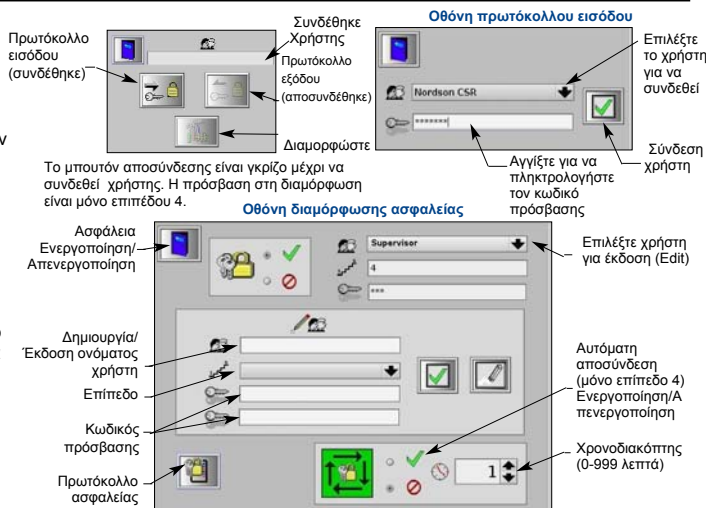 Οθόνη πρωτόκολλου εισόδου
Πρωτόκολλο
εισόδου
(συνδέθηκε)
Συνδέθηκε
Χρήστης
Πρωτόκολλο
εξόδου
(αποσυνδέθηκε)
Διαμορφώστε
Nordson CSR
*******
Επιλέξτε
το χρήστη
για να
συνδεθεί
Σύνδεση
χρήστη
Αγγίξτε για να
πληκτρολογήστε
τον κωδικό
πρόσβασης
Το μπουτόν αποσύνδεσης είναι γκρίζο μέχρι να
συνδεθεί χρήστης. Η πρόσβαση στη διαμόρφωση
είναι μόνο επιπέδου 4.
Οθόνη διαμόρφωσης ασφαλείας
Ασφάλεια
Ενεργοποίηση/
Απενεργοποίηση
Supervisor
4
***
Επιλέξτε χρήστη
για έκδοση (Edit)
Δημιουργία/
Έκδοση ονόματος
χρήστη
Επίπεδο
Κωδικός
πρόσβασης
Πρωτόκολλο
ασφαλείας
Αυτόματη
αποσύνδεση
(μόνο επίπεδο 4)
Ενεργοποίηση/Α
πενεργοποίηση
1
Χρονοδιακόπτης
(0-999 λεπτά)